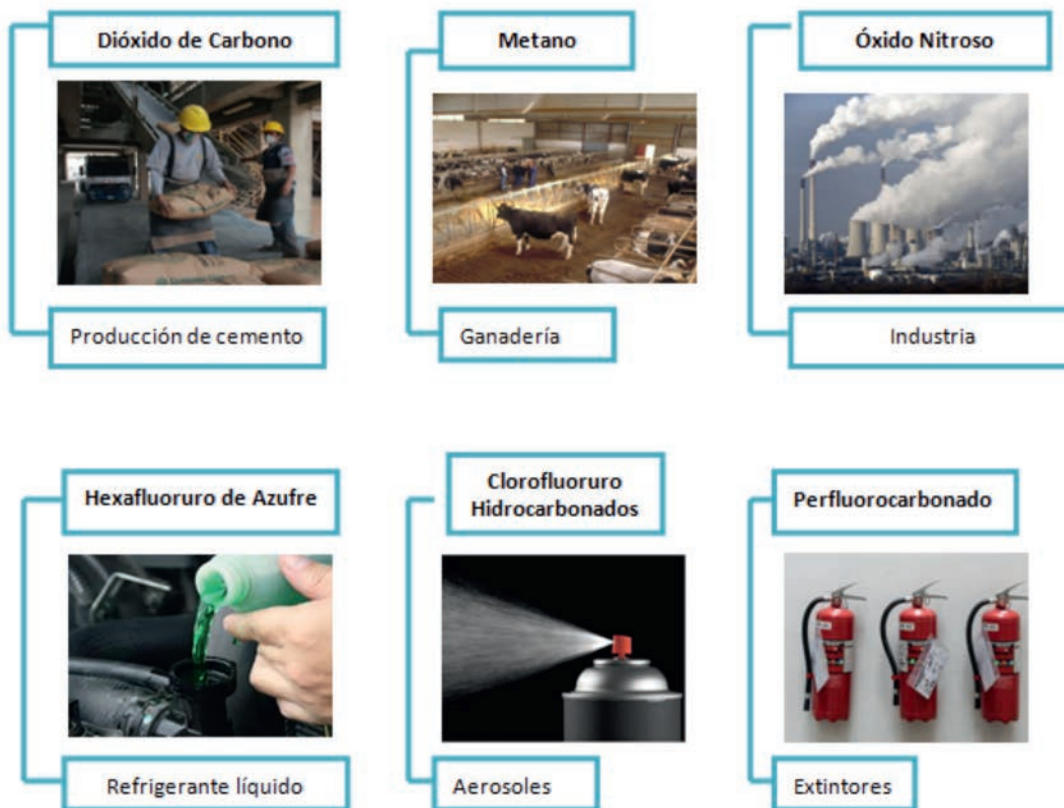 Dióxido de Carbono
Metano
Óxido Nitroso
Producción de cemento
Ganadería
Industria
Hexafluoruro de Azufre
Clorofluoruro
Hidrocarbonados
Perfluorocarbonado
Refrigerante líquido
Aerosoles
Extintores